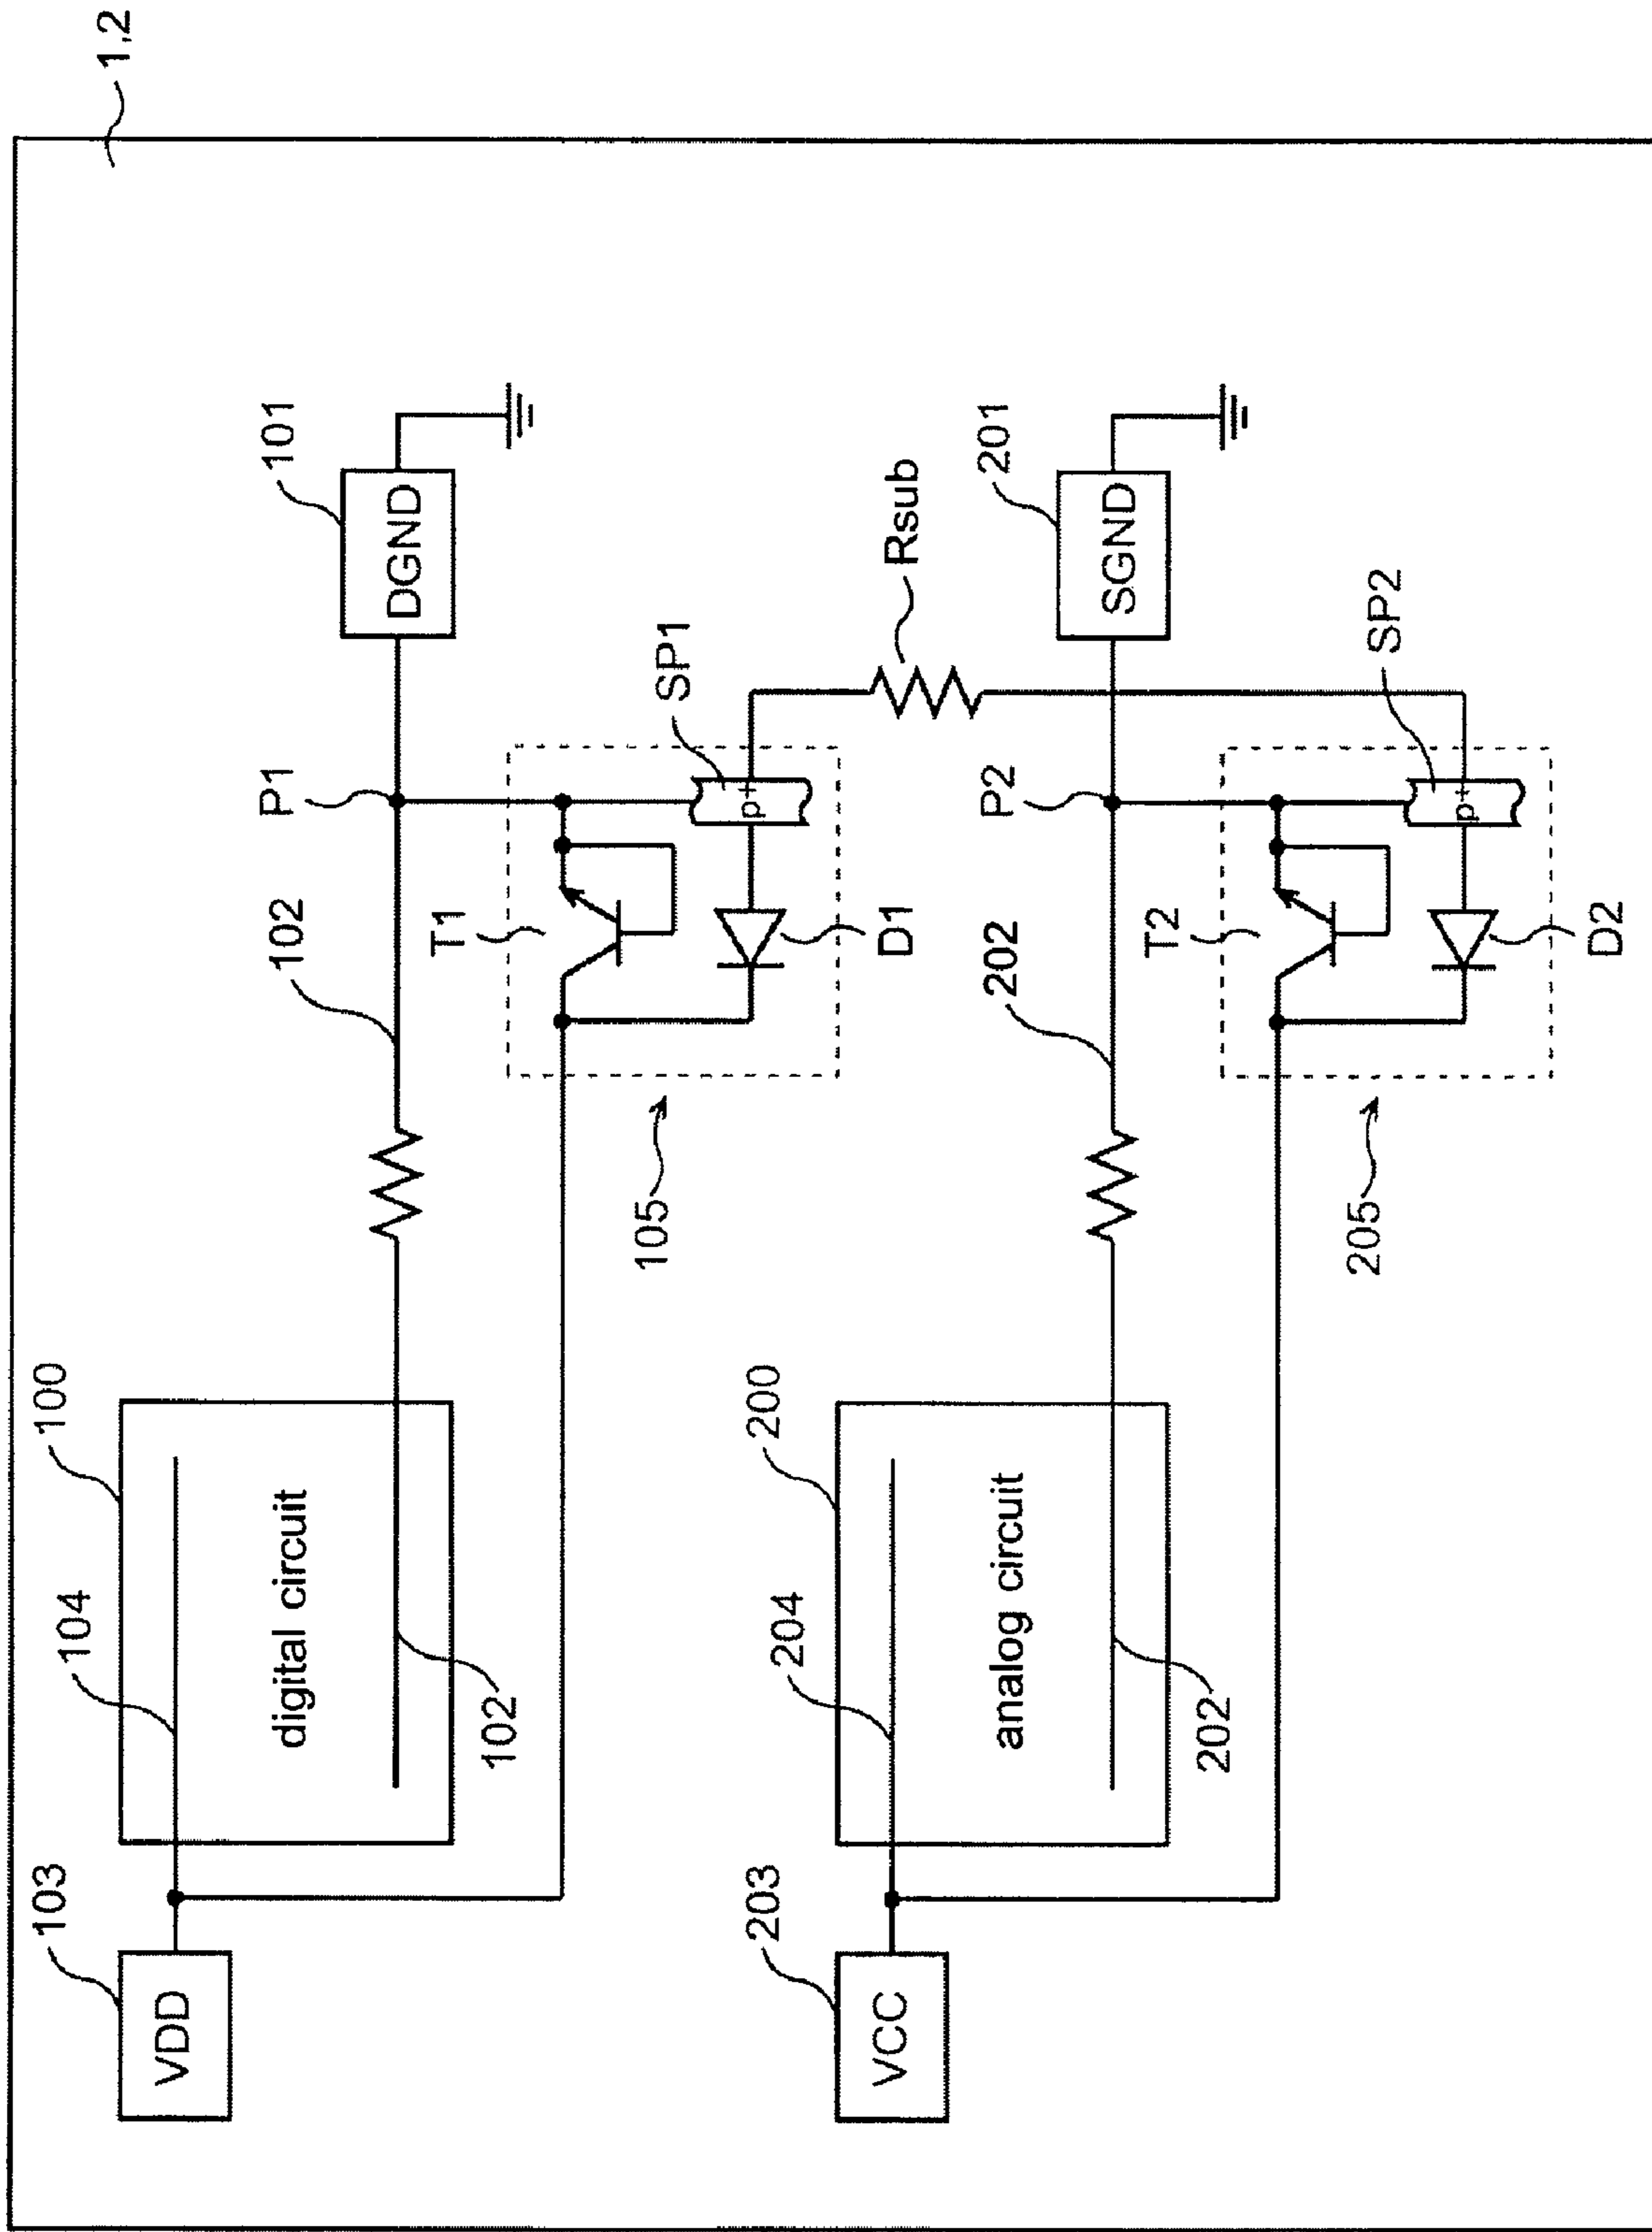 1,2
103
VDD
104
100
digital circuit
102
102
P1
101
DGND
T1
SP1
p+
D1
105
Rsub
203
VCC
204
200
analog circuit
202
202
P2
201
SGND
T2
SP2
p+
D2
205